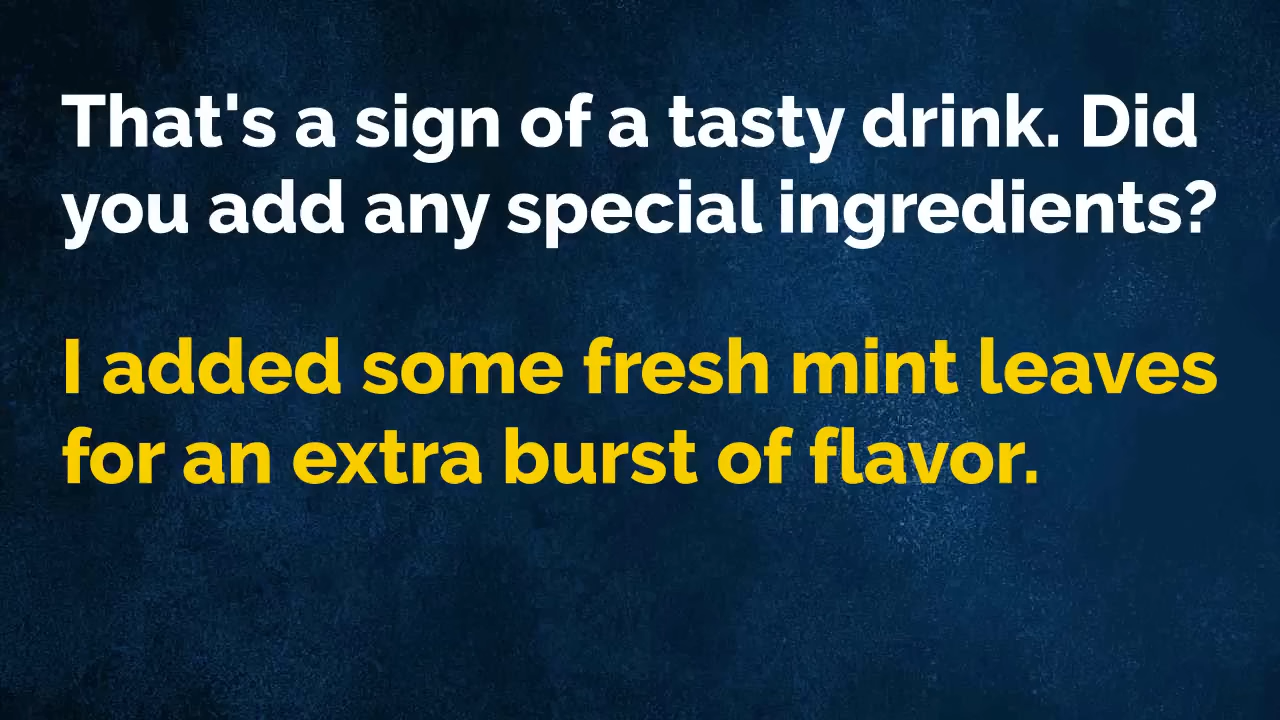 That's a sign of a tasty drink. Did
you add any special ingredients?
I added some fresh mint leaves
for an extra burst of flavor.